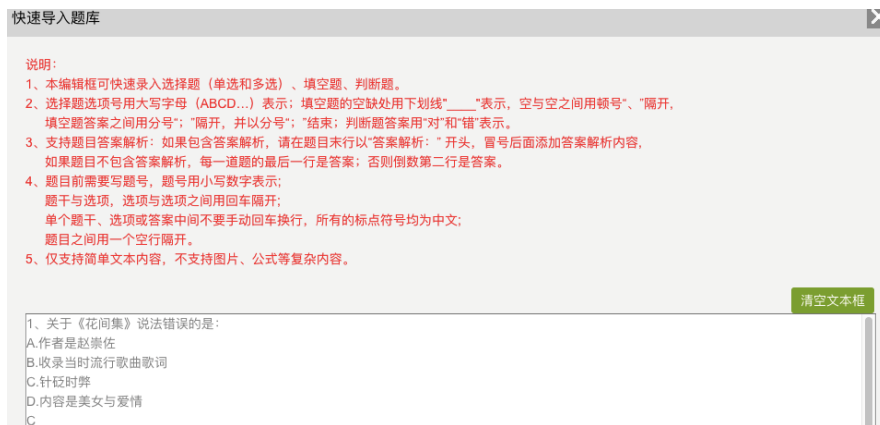 快速导入题库
说明：
1、本编辑框可快速录入选择题（单选和多选）、填空题、判断题。
2、选择题选项号用大写字母（ABCD...）表示；填空题的空缺处用下划线"____"表示，空与空之间用顿号“、”隔开，
填空题答案之间用分号“；”隔开，并以分号“；”结束；判断题答案用“对”和“错”表示。
3、支持题目答案解析：如果包含答案解析，请在题目末行以“答案解析：” 开头，冒号后面添加答案解析内容，
如果题目不包含答案解析，每一道题的最后一行是答案；否则倒数第二行是答案。
4、题目前需要写题号，题号用小写数字表示;
题干与选项，选项与选项之间用回车隔开;
单个题干、选项或答案中间不要手动回车换行，所有的标点符号均为中文;
题目之间用一个空行隔开。
5、仅支持简单文本内容，不支持图片、公式等复杂内容。
清空文本框
1、关于《花间集》说法错误的是：
A.作者是赵崇佐
B.收录当时流行歌曲歌词
C.针砭时弊
D.内容是美女与爱情
C